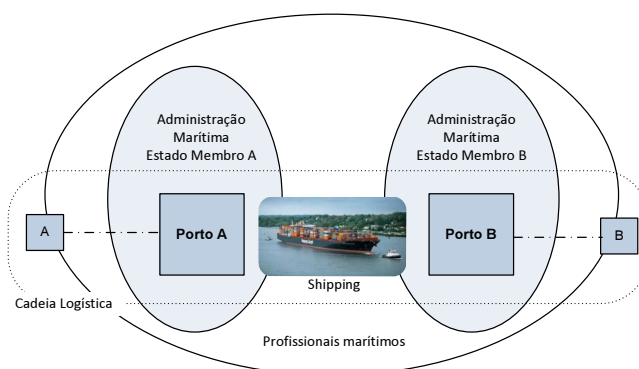 Administração
Marítima
Estado Membro A
Administração
Marítima
Estado Membro B
A
Porto A
Porto B
B
Shipping
Cadeia Logística
Profissionais marítimos